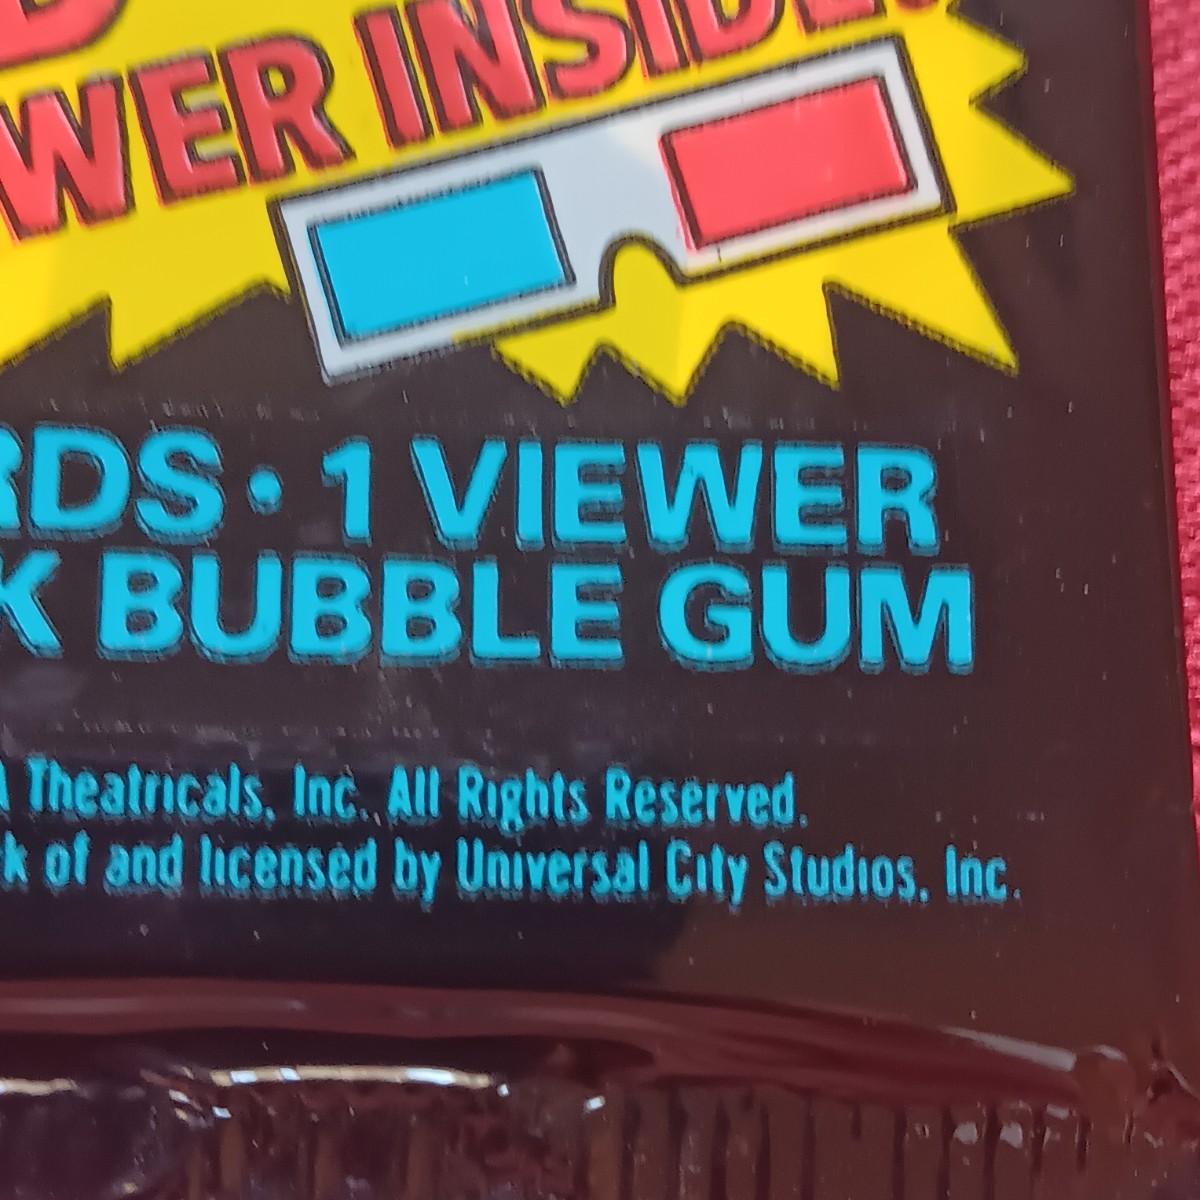 D
WER INSIDE!
RDS • 1 VIEWER
K BUBBLE GUM
A Theatricals, Inc. All Rights Reserved.
k of and licensed by Universal City Studios, Inc.